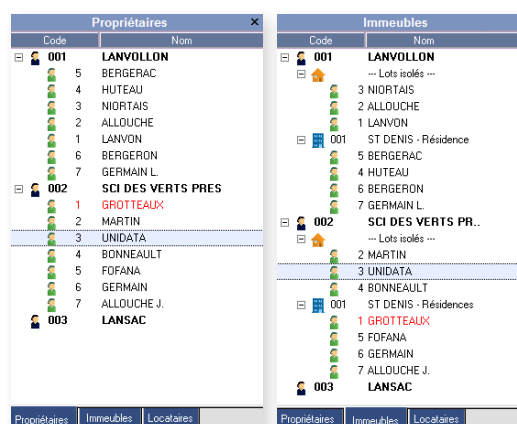 Propriétaires ×
Code Nom
001 LANVOLLON
5 BERGERAC
4 HUTEAU
3 NIORTAIS
2 ALLOUCHE
1 LANVON
6 BERGERON
7 GERMAIN L.
002 SCI DES VERTS PRES
1 GROTTEAUX
2 MARTIN
3 UNIDATA
4 BONNEAULT
5 FOFANA
6 GERMAIN
7 ALLOUCHE J.
003 LANSAC
Propriétaires Immeubles Locataires
Immeubles
Code Nom
001 LANVOLLON
--- Lots isolés ---
3 NIORTAIS
2 ALLOUCHE
1 LANVON
001 ST DENIS - Résidence
5 BERGERAC
4 HUTEAU
6 BERGERON
7 GERMAIN L.
002 SCI DES VERTS PR..
--- Lots isolés ---
2 MARTIN
3 UNIDATA
4 BONNEAULT
001 ST DENIS - Résidences
1 GROTTEAUX
5 FOFANA
6 GERMAIN
7 ALLOUCHE J.
003 LANSAC
Propriétaires Immeubles Locataires